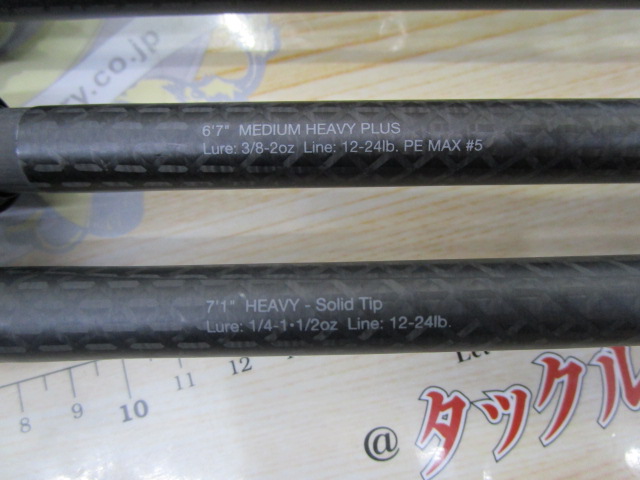 ry.co.jp
6'7" MEDIUM HEAVY PLUS
Lure: 3/8-2oz Line: 12-24lb. PE MAX #5
7'1" HEAVY - Solid Tip
Lure: 1/4-1•1/2oz Line: 12-24lb.
8 9 10 11 12 13
@ タックル